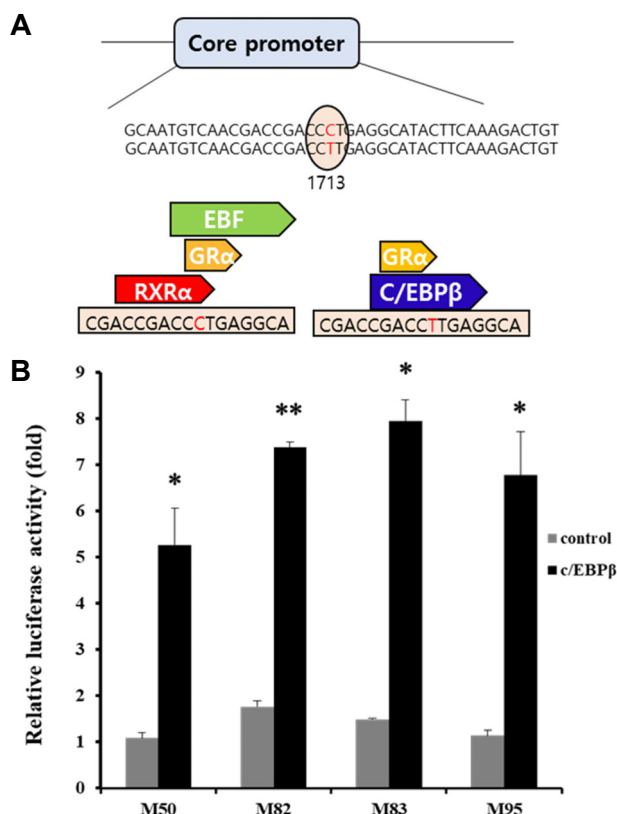 A
Core promoter
GCAATGTCAACGACCGACCCTGAGGCATACTTCAAAGACTGT
GCAATGTCAACGACCGACCTTGAGGCATACTTCAAAGACTGT
1713
EBF
GRα
RXRα
CGACCGACCCTGAGGCA
GRα
C/EBPβ
CGACCGACCTTGAGGCA
B
Relative luciferase activity (fold)
9
8
7
6
5
4
3
2
1
0
*
**
*
*
control
c/EBPβ
M50
M82
M83
M95